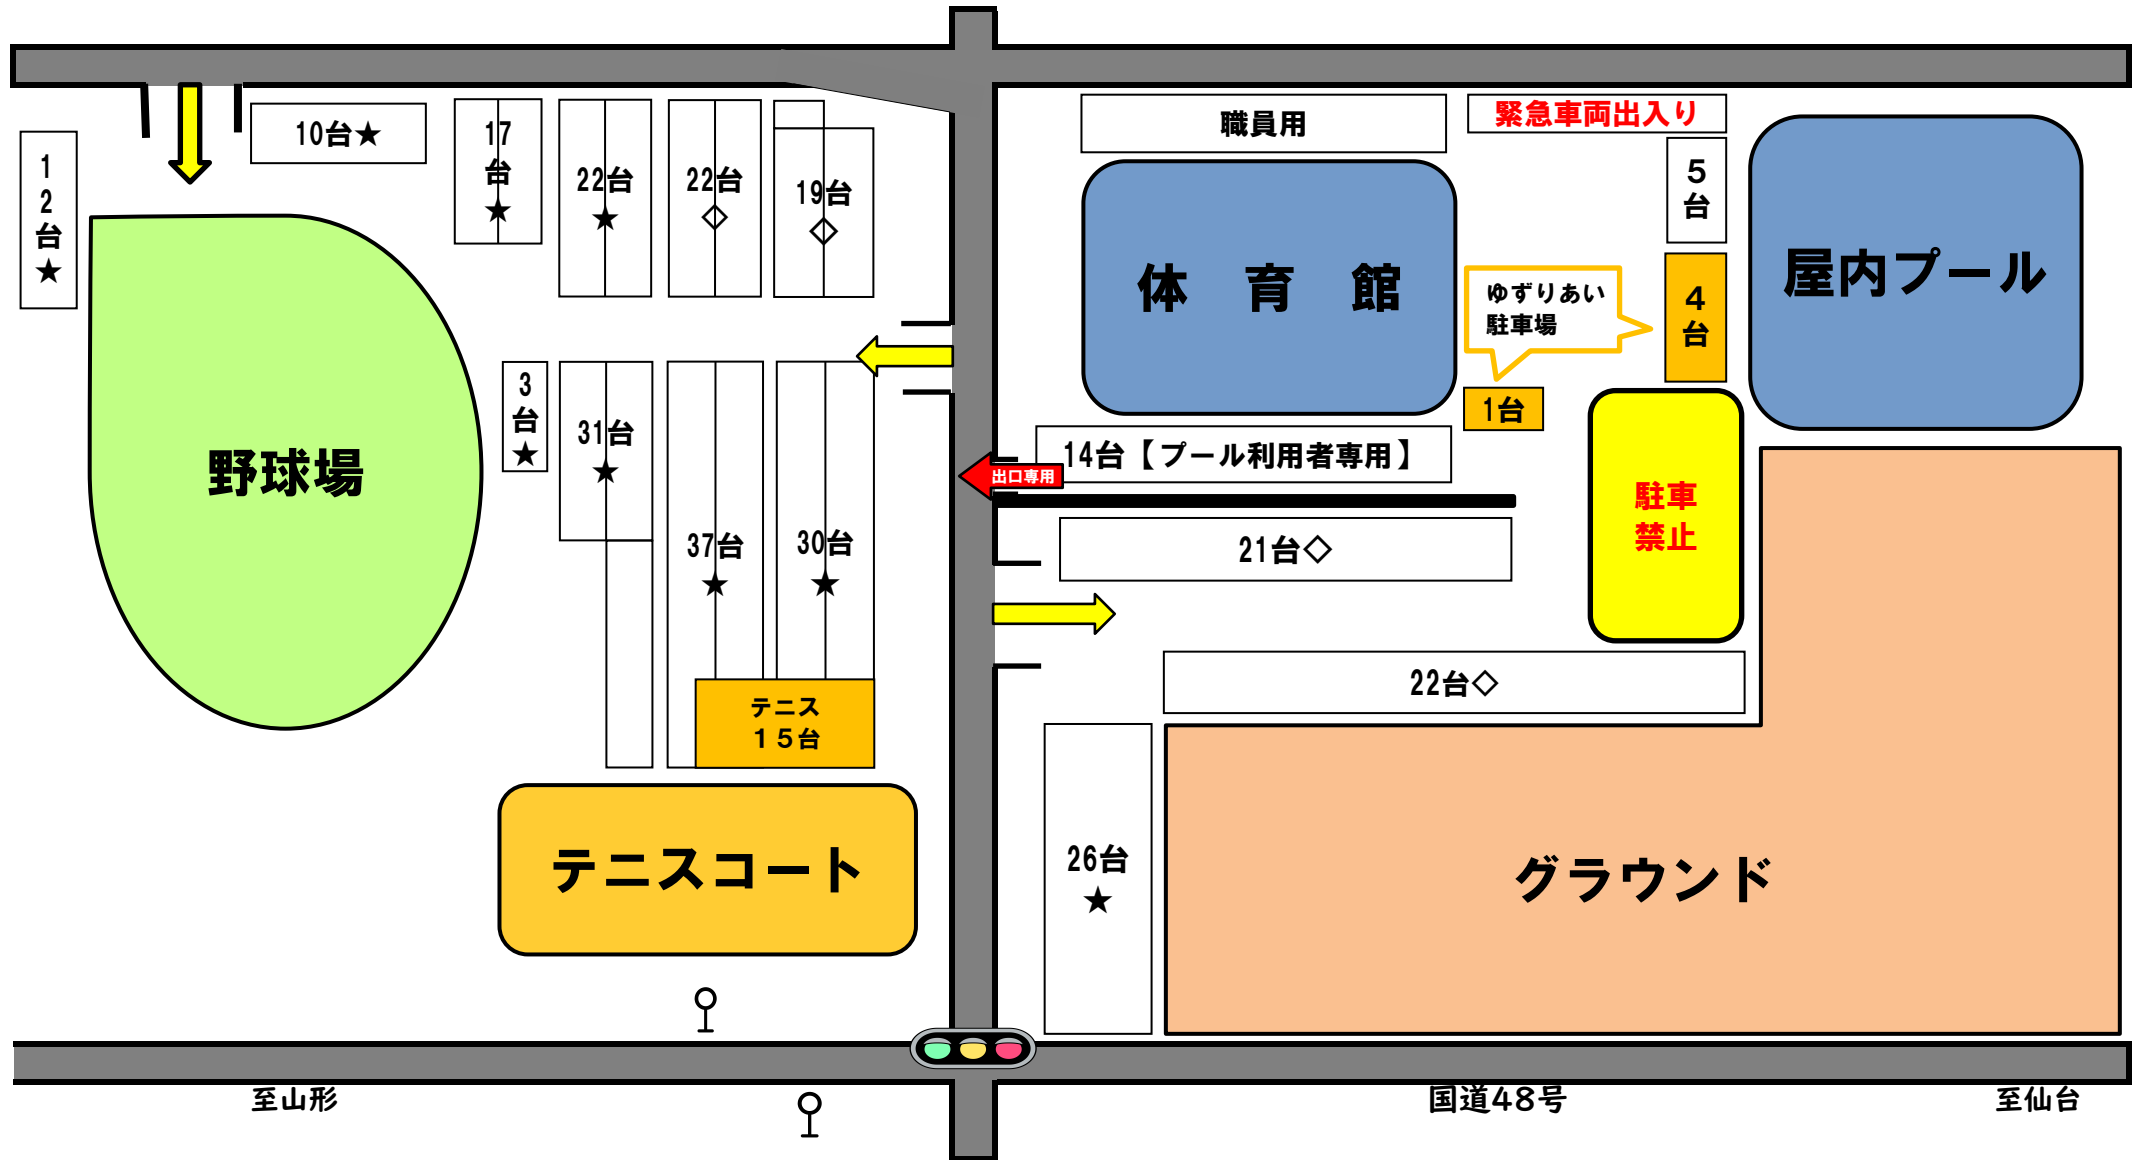 10台★
17
台
★
22台
★
22台
◇
19台
◇
職員用
緊急車両出入り
1
2
台
★
5
台
体　育　館
屋内プール
ゆずりあい
駐車場
4
台
1台
3
台
★
31台
★
野球場
14台【プール利用者専用】
出口専用
駐車
禁止
37台
★
30台
★
21台◇
22台◇
テニス
１５台
テニスコート
26台
★
グラウンド
至山形
国道48号
至仙台